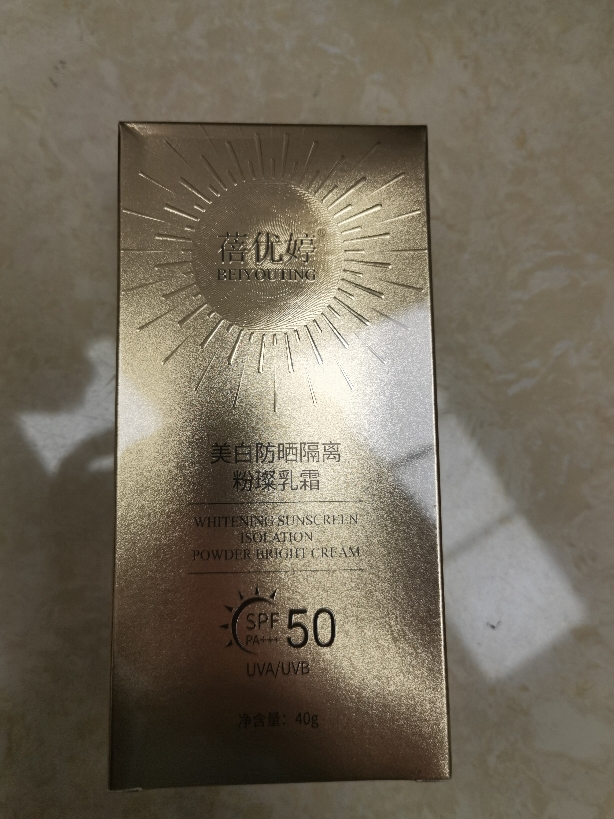 蓓优婷®
BEIYOUTING
美白防晒隔离
粉璨乳霜
WHITENING SUNSCREEN
ISOLATION
POWDER BRIGHT CREAM
SPF 50
PA+++
UVA/UVB
净含量：40g